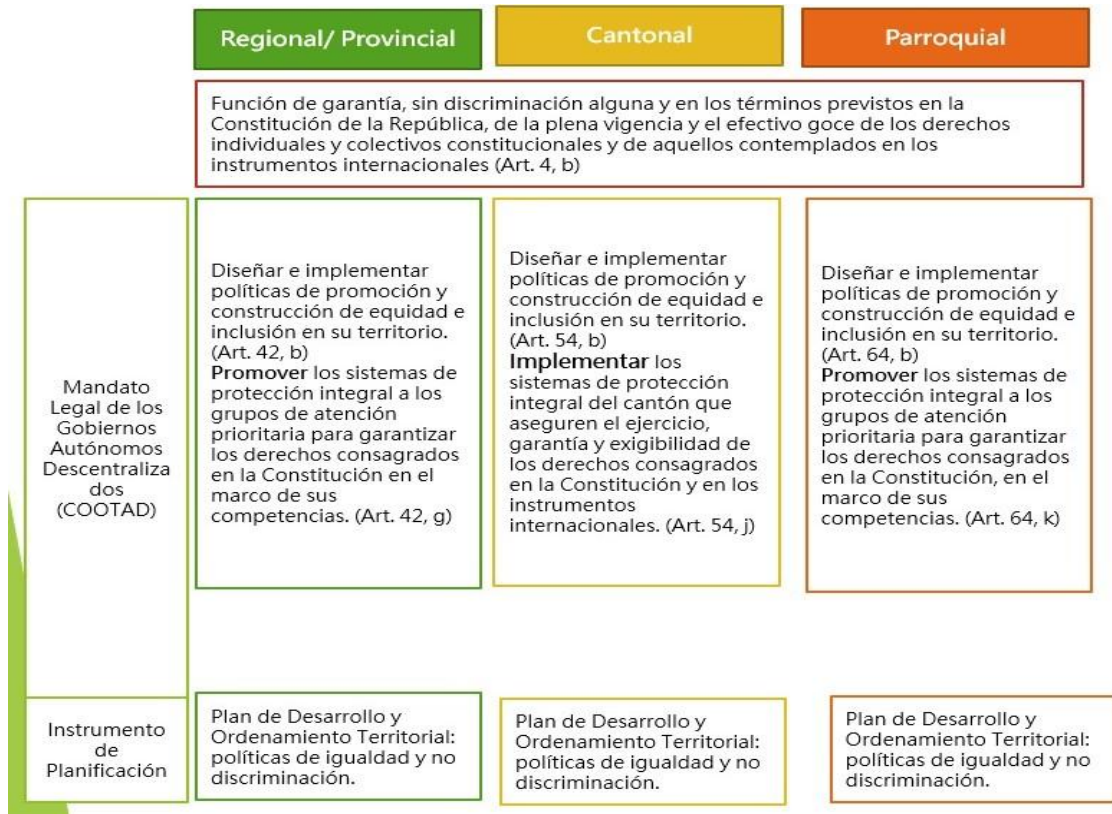 Regional/ Provincial
Cantonal
Parroquial
Función de garantía, sin discriminación alguna y en los términos previstos en la
Constitución de la República, de la plena vigencia y el efectivo goce de los derechos
individuales y colectivos constitucionales y de aquellos contemplados en los
instrumentos internacionales (Art. 4, b)
Mandato
Legal de los
Gobiernos
Autónomos
Descentraliza
dos
(COOTAD)
Diseñar e implementar
políticas de promoción y
construcción de equidad e
inclusión en su territorio.
(Art. 42, b)
Promover los sistemas de
protección integral a los
grupos de atención
prioritaria para garantizar
los derechos consagrados
en la Constitución en el
marco de sus
competencias. (Art. 42, g)
Diseñar e implementar
políticas de promoción y
construcción de equidad e
inclusión en su territorio.
(Art. 54, b)
Implementar los
sistemas de protección
integral del cantón que
aseguren el ejercicio,
garantía y exigibilidad de
los derechos consagrados
en la Constitución y en los
instrumentos
internacionales. (Art. 54, j)
Diseñar e implementar
políticas de promoción y
construcción de equidad e
inclusión en su territorio.
(Art. 64, b)
Promover los sistemas de
protección integral a los
grupos de atención
prioritaria para garantizar
los derechos consagrados
en la Constitución, en el
marco de sus
competencias. (Art. 64, k)
Instrumento
de
Planificación
Plan de Desarrollo y
Ordenamiento Territorial:
políticas de igualdad y no
discriminación.
Plan de Desarrollo y
Ordenamiento Territorial:
políticas de igualdad y no
discriminación.
Plan de Desarrollo y
Ordenamiento Territorial:
políticas de igualdad y no
discriminación.